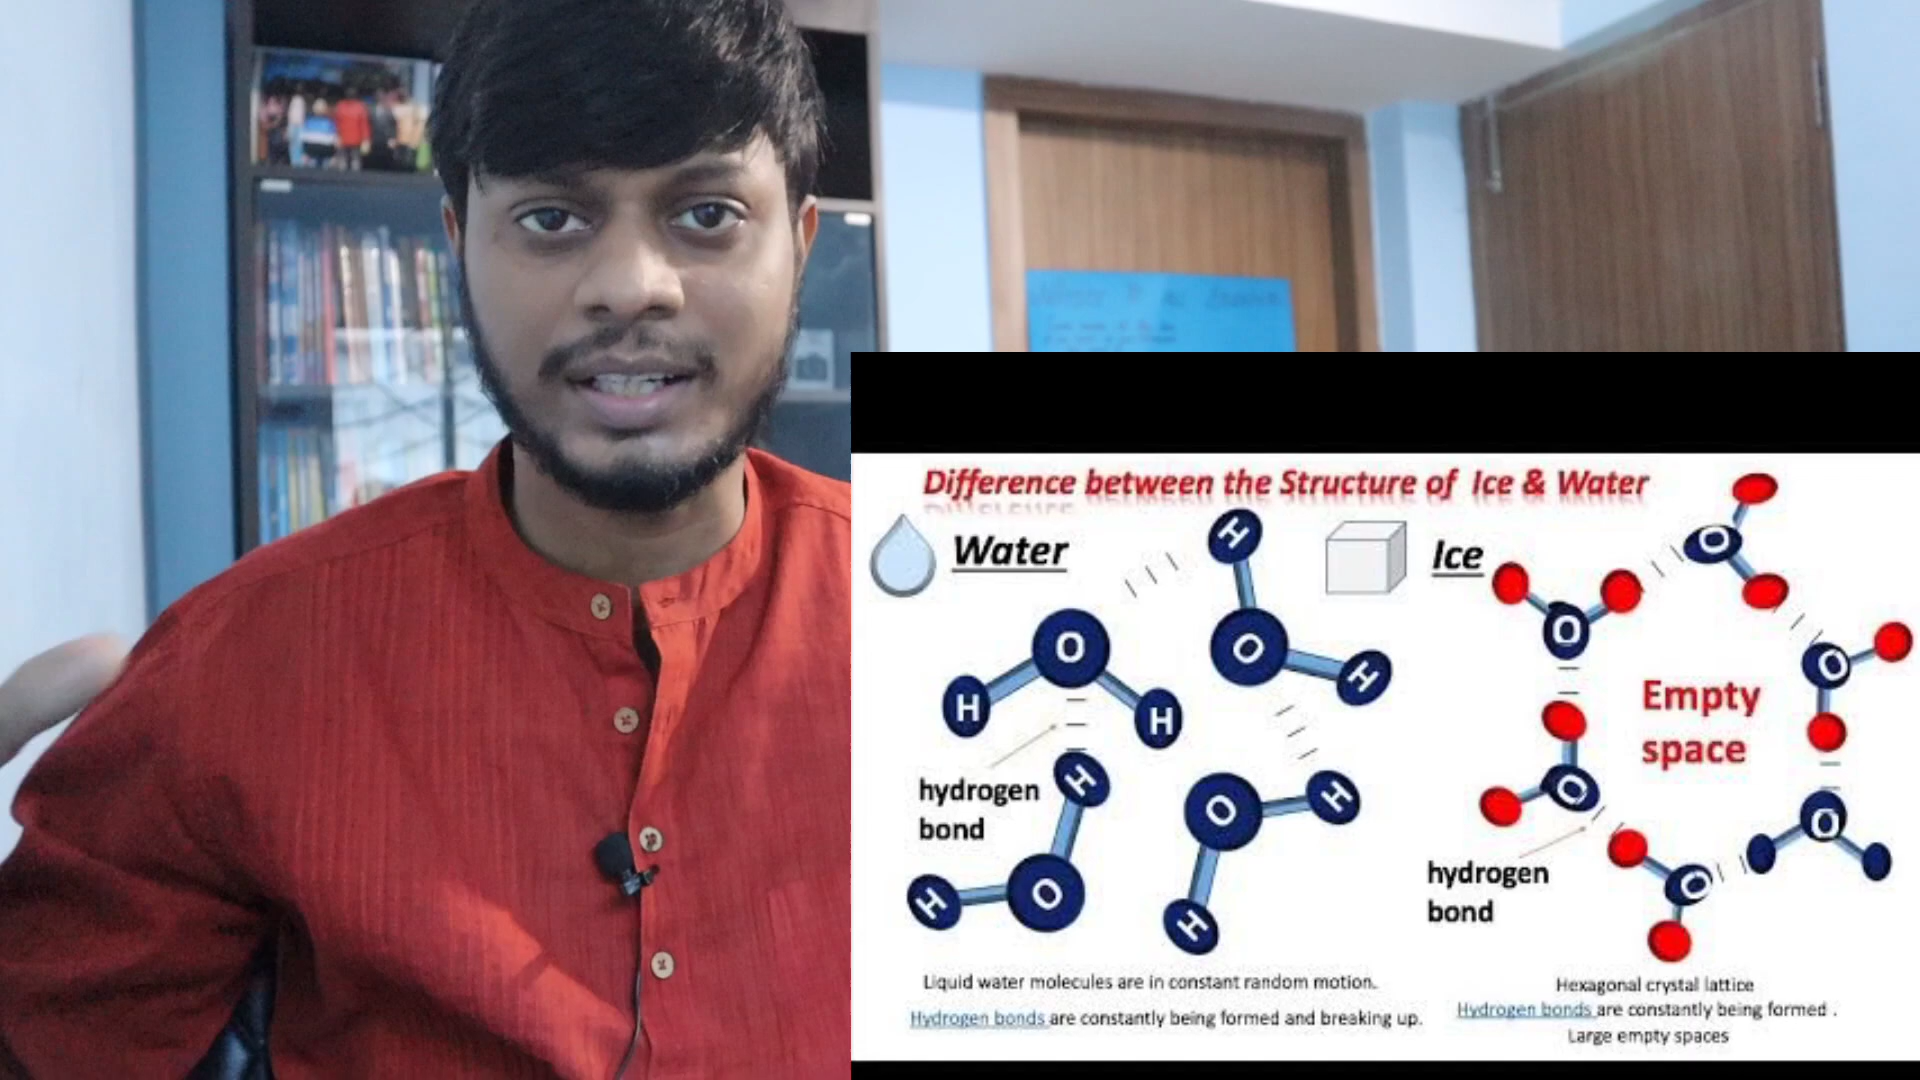 Difference between the Structure of Ice & Water
Water
H
O
H
H
O
H
hydrogen
bond
H
O
H
O
H
H
Liquid water molecules are in constant random motion.
Hydrogen bonds are constantly being formed and breaking up.
Ice
O
O
O
Empty
space
O
O
O
hydrogen
bond
Hexagonal crystal lattice
Hydrogen bonds are constantly being formed .
Large empty spaces